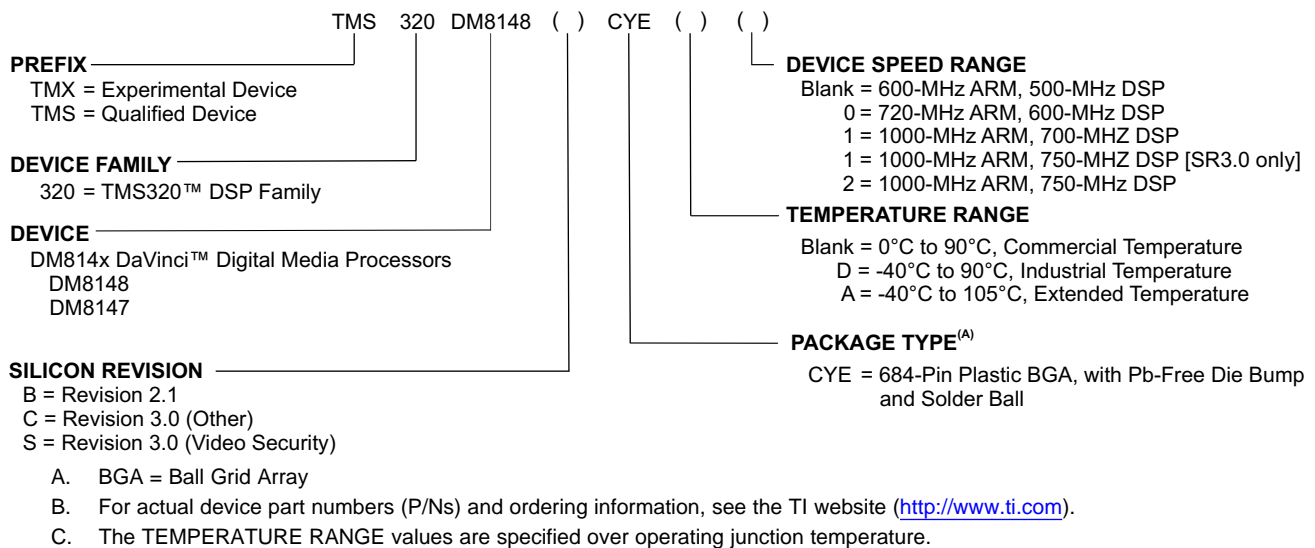 TMS 320 DM8148 ( ) CYE ( ) ( )
PREFIX
TMX = Experimental Device
TMS = Qualified Device
DEVICE FAMILY
320 = TMS320™ DSP Family
DEVICE
DM814x DaVinci™ Digital Media Processors
DM8148
DM8147
SILICON REVISION
B = Revision 2.1
C = Revision 3.0 (Other)
S = Revision 3.0 (Video Security)
DEVICE SPEED RANGE
Blank = 600-MHz ARM, 500-MHz DSP
0 = 720-MHz ARM, 600-MHz DSP
1 = 1000-MHz ARM, 700-MHZ DSP
1 = 1000-MHz ARM, 750-MHZ DSP [SR3.0 only]
2 = 1000-MHz ARM, 750-MHz DSP
TEMPERATURE RANGE
Blank = 0°C to 90°C, Commercial Temperature
D = -40°C to 90°C, Industrial Temperature
A = -40°C to 105°C, Extended Temperature
PACKAGE TYPE(A)
CYE = 684-Pin Plastic BGA, with Pb-Free Die Bump
and Solder Ball
A. BGA = Ball Grid Array
B. For actual device part numbers (P/Ns) and ordering information, see the TI website (http://www.ti.com).
C. The TEMPERATURE RANGE values are specified over operating junction temperature.